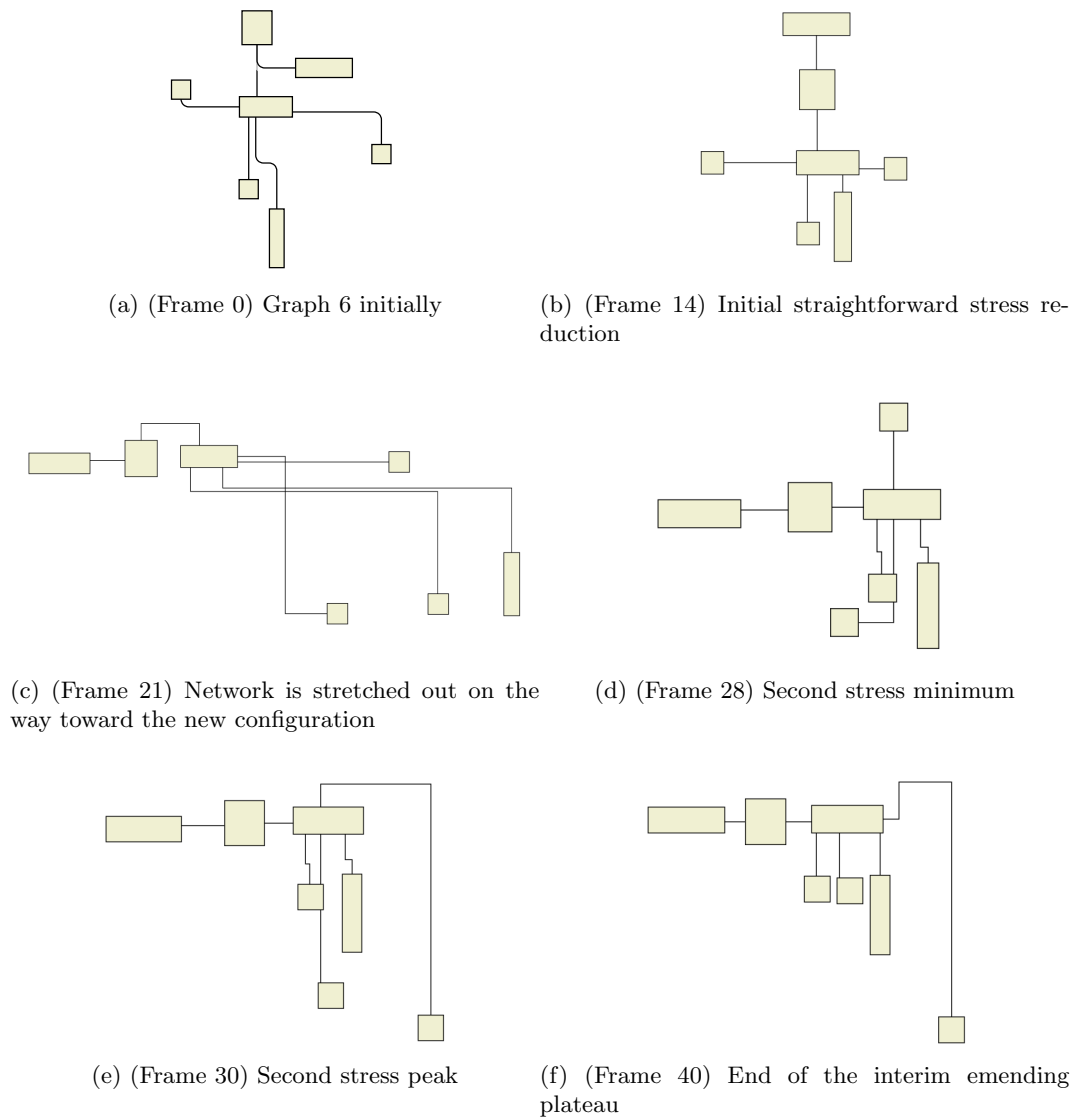 (a) (Frame 0) Graph 6 initially
(b) (Frame 14) Initial straightforward stress re-
duction
(c) (Frame 21) Network is stretched out on the
way toward the new configuration
(d) (Frame 28) Second stress minimum
(e) (Frame 30) Second stress peak
(f) (Frame 40) End of the interim emending
plateau